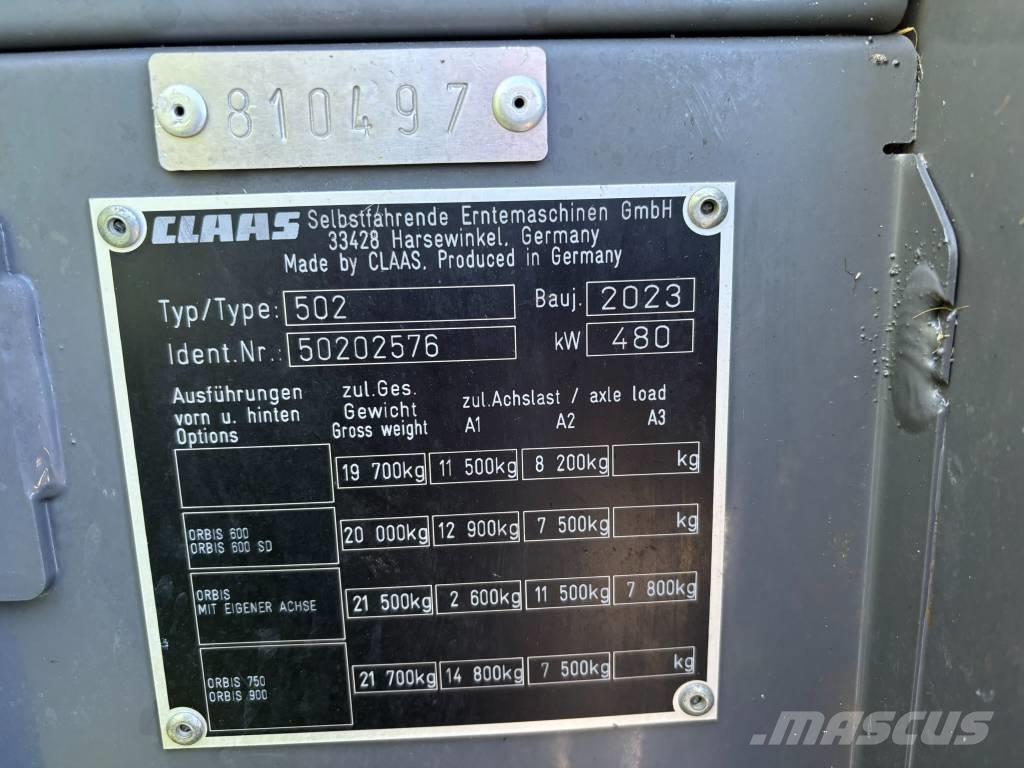 810497
CLAAS Selbstfahrende Erntemaschinen GmbH
33428 Harsewinkel, Germany
Made by CLAAS, Produced in Germany
Typ/Type: 502 Bauj. 2023
Ident.Nr.: 50202576 kW 480
Ausführungen zul.Ges. zul.Achslast / axle load
vorn u. hinten Gewicht A1 A2 A3
Options Gross weight
19 700kg 11 500kg 8 200kg kg
ORBIS 600
ORBIS 600 SD 20 000kg 12 900kg 7 500kg kg
ORBIS
MIT EIGENER ACHSE 21 500kg 2 600kg 11 500kg 7 800kg
ORBIS 750
ORBIS 900 21 700kg 14 800kg 7 500kg kg
MASCUS